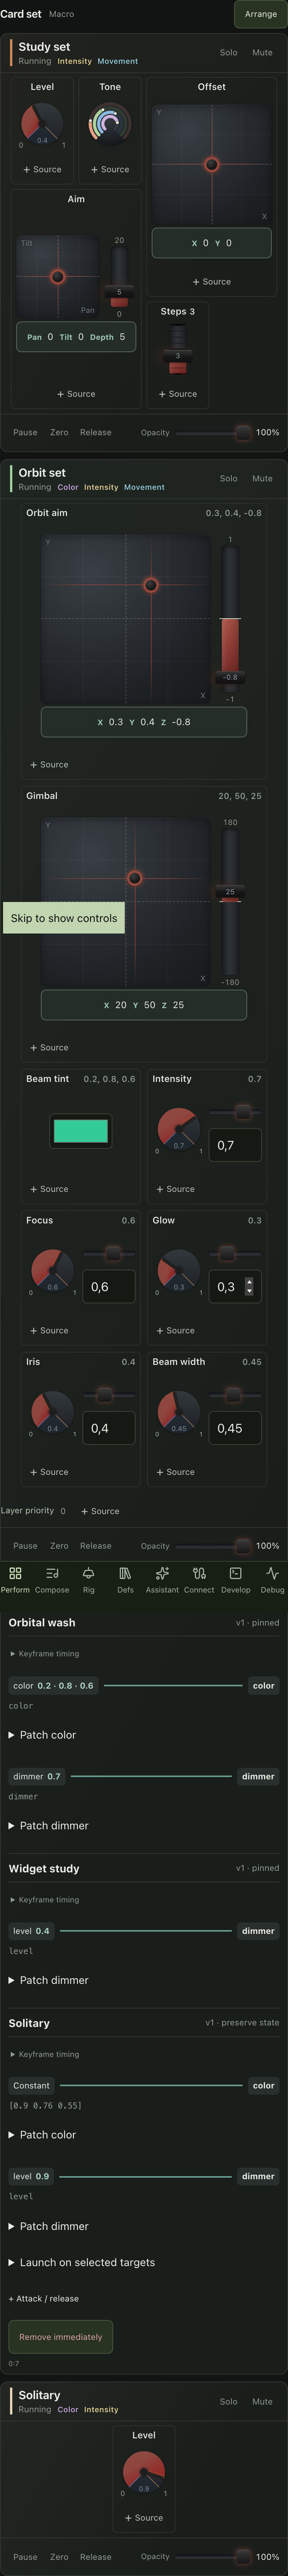 Card set Macro Arrange
Study set
Running Intensity Movement Solo Mute
Level
0.4
0 1
+ Source
Tone
+ Source
Offset
Y
X
X 0 Y 0
+ Source
Aim
Tilt
Pan
20
5
0
Pan 0 Tilt 0 Depth 5
+ Source
Steps 3
3
+ Source
Pause Zero Release Opacity 100%
Orbit set
Running Color Intensity Movement Solo Mute
Orbit aim 0.3, 0.4, -0.8
Y
X
1
-0.8
-1
X 0.3 Y 0.4 Z -0.8
+ Source
Gimbal 20, 50, 25
Y
X
180
25
-180
Skip to show controls
X 20 Y 50 Z 25
+ Source
Beam tint 0.2, 0.8, 0.6
+ Source
Intensity 0.7
0.7
0 1
0,7
+ Source
Focus 0.6
0.6
0 1
0,6
+ Source
Glow 0.3
0.3
0 1
0,3
+ Source
Iris 0.4
0.4
0 1
0,4
+ Source
Beam width 0.45
0.45
0 1
0,45
+ Source
Layer priority 0 + Source
Pause Zero Release Opacity 100%
Perform Compose Rig Defs Assistant Connect Develop Debug
Orbital wash v1 · pinned
Keyframe timing
color 0.2 · 0.8 · 0.6 color
color
Patch color
dimmer 0.7 dimmer
dimmer
Patch dimmer
Widget study v1 · pinned
Keyframe timing
level 0.4 dimmer
level
Patch dimmer
Solitary v1 · preserve state
Keyframe timing
Constant color
[0.9 0.76 0.55]
Patch color
level 0.9 dimmer
level
Patch dimmer
Launch on selected targets
+ Attack / release
Remove immediately
0:7
Solitary
Running Color Intensity Solo Mute
Level
0.9
0 1
+ Source
Pause Zero Release Opacity 100%